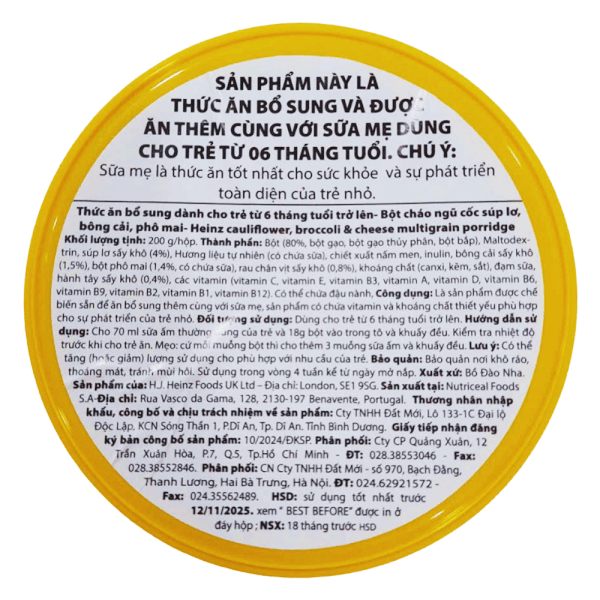 SẢN PHẨM NÀY LÀ
THỨC ĂN BỔ SUNG VÀ ĐƯỢC
ĂN THÊM CÙNG VỚI SỮA MẸ DÙNG
CHO TRẺ TỪ 06 THÁNG TUỔI. CHÚ Ý:
Sữa mẹ là thức ăn tốt nhất cho sức khỏe và sự phát triển
toàn diện của trẻ nhỏ.
Thức ăn bổ sung dành cho trẻ từ 6 tháng tuổi trở lên- Bột cháo ngũ cốc súp lơ,
bông cải, phô mai- Heinz cauliflower, broccoli & cheese multigrain porridge
Khối lượng tịnh: 200 g/hộp. Thành phần: Bột (80%, bột gạo, bột gạo thủy phân, bột bắp), Maltodex-
trin, súp lơ sấy khô (4%), Hương liệu tự nhiên (có chứa sữa), chiết xuất nấm men, inulin, bông cải sấy khô
(1,5%), bột phô mai (1,4%, có chứa sữa), rau chân vịt sấy khô (0,8%), khoáng chất (canxi, kẽm, sắt), đạm sữa,
hành tây sấy khô (0,4%), các vitamin (vitamin C, vitamin E, vitamin B3, vitamin A, vitamin D, vitamin B6,
vitamin B9, vitamin B2, vitamin B1, vitamin B12). Có thể chứa đậu nành. Công dụng: Là sản phẩm được chế
biến sẵn để ăn bổ sung thêm cùng với sữa mẹ, sản phẩm có chứa vitamin và khoáng chất thiết yếu phù hợp
cho sự phát triển của trẻ nhỏ. Đối tượng sử dụng: Dùng cho trẻ từ 6 tháng tuổi trở lên. Hướng dẫn sử
dụng: Cho 70 ml sữa ấm thường dùng của trẻ và 18g bột vào trong tô và khuấy đều. Kiểm tra nhiệt độ
trước khi cho trẻ ăn. Mẹo: cứ mỗi muỗng bột thì cho thêm 3 muỗng sữa ấm và khuấy đều. Lưu ý: Có thể
tăng (hoặc giảm) lượng sử dụng cho phù hợp với nhu cầu của trẻ. Bảo quản: Bảo quản nơi khô ráo,
thoáng mát, tránh mùi hôi. Sử dụng trong vòng 4 tuần kể từ ngày mở nắp. Xuất xứ: Bồ Đào Nha.
Sản phẩm của: H.J. Heinz Foods UK Ltd – Địa chỉ: London, SE1 9SG. Sản xuất tại: Nutriceal Foods
S.A-Địa chỉ: Rua Vasco da Gama, 128, 2130-197 Benavente, Portugal. Thương nhân nhập
khẩu, công bố và chịu trách nhiệm về sản phẩm: Cty TNHH Đất Mới, Lô 133-1C Đại lộ
Độc Lập, KCN Sóng Thần 1, P.Dĩ An, Tp. Dĩ An. Tỉnh Bình Dương. Giấy tiếp nhận đăng
ký bản công bố sản phẩm: 10/2024/ĐKSP. Phân phối: Cty CP Quảng Xuân, 12
Trần Xuân Hòa, P.7, Q.5, Tp.Hồ Chí Minh - ĐT: 028.38553046 - Fax:
028.38552846. Phân phối: CN Cty TNHH Đất Mới - số 970, Bạch Đằng,
Thanh Lương, Hai Bà Trưng, Hà Nội. ĐT: 024.62921572 -
Fax: 024.35562489. HSD: sử dụng tốt nhất trước
12/11/2025. xem " BEST BEFORE" được in ở
đáy hộp ; NSX: 18 tháng trước HSD